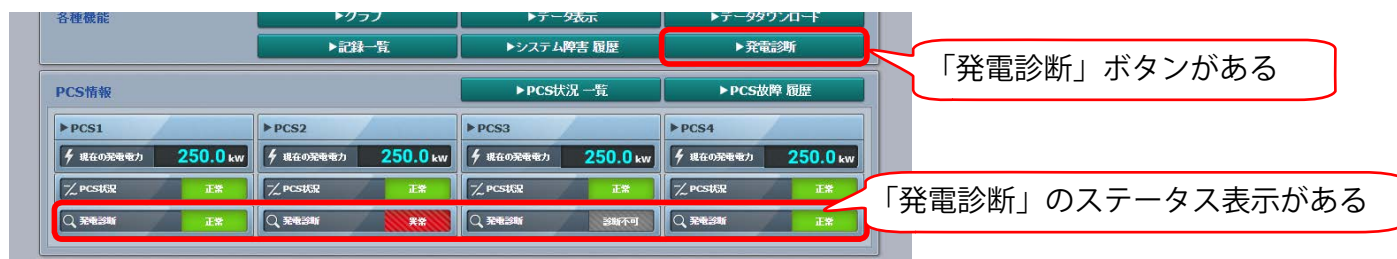 各種機能 ▶グラフ ▶データ表示 ▶データダウンロード
▶記録一覧 ▶システム障害 履歴 ▶発電診断
「発電診断」ボタンがある
PCS情報 ▶PCS状況 一覧 ▶PCS故障 履歴
▶PCS1 ▶PCS2 ▶PCS3 ▶PCS4
現在の発電電力 250.0 kW 現在の発電電力 250.0 kW 現在の発電電力 250.0 kW 現在の発電電力 250.0 kW
PCS状況 正常 PCS状況 正常 PCS状況 正常 PCS状況 正常
「発電診断」のステータス表示がある
発電診断 正常 発電診断 異常 発電診断 診断不可 発電診断 正常